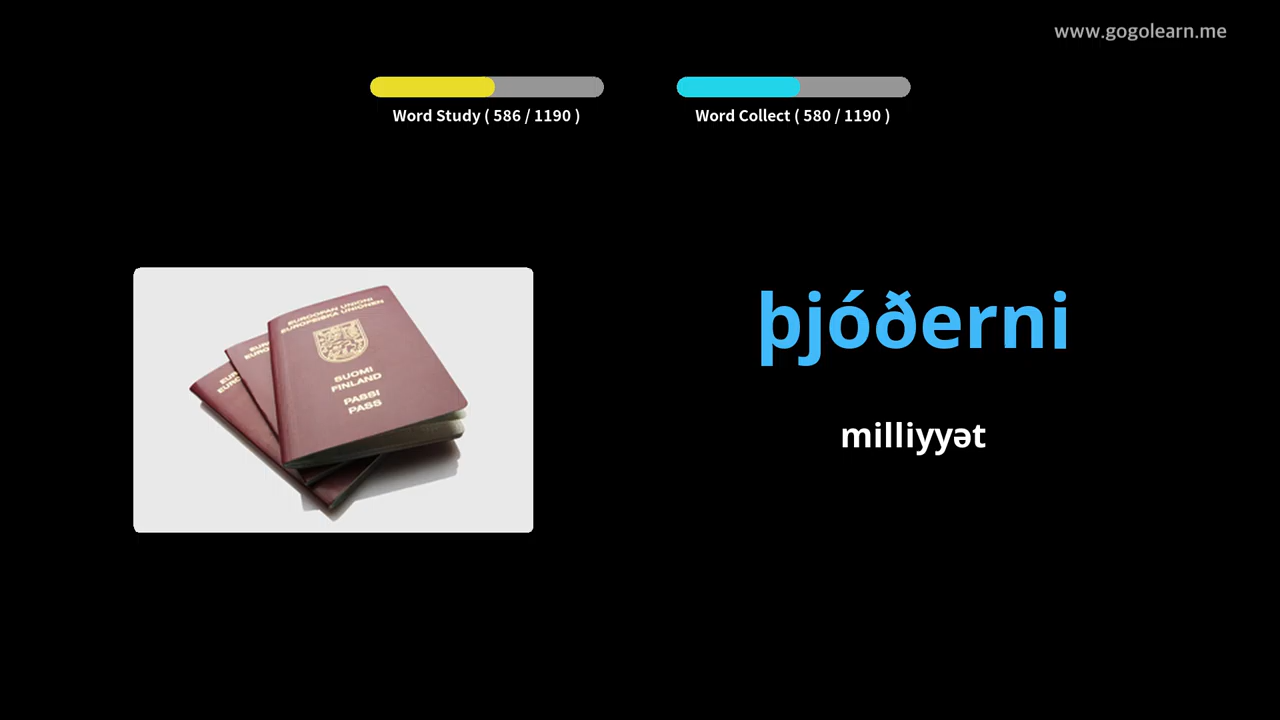 www.gogolearn.me
Word Study ( 586 / 1190 )
Word Collect ( 580 / 1190 )
þjóðerni
milliyyət
EUROOPAN UNIONI
EUROPEISKA UNIONEN
SUOMI
FINLAND
PASSI
PASS